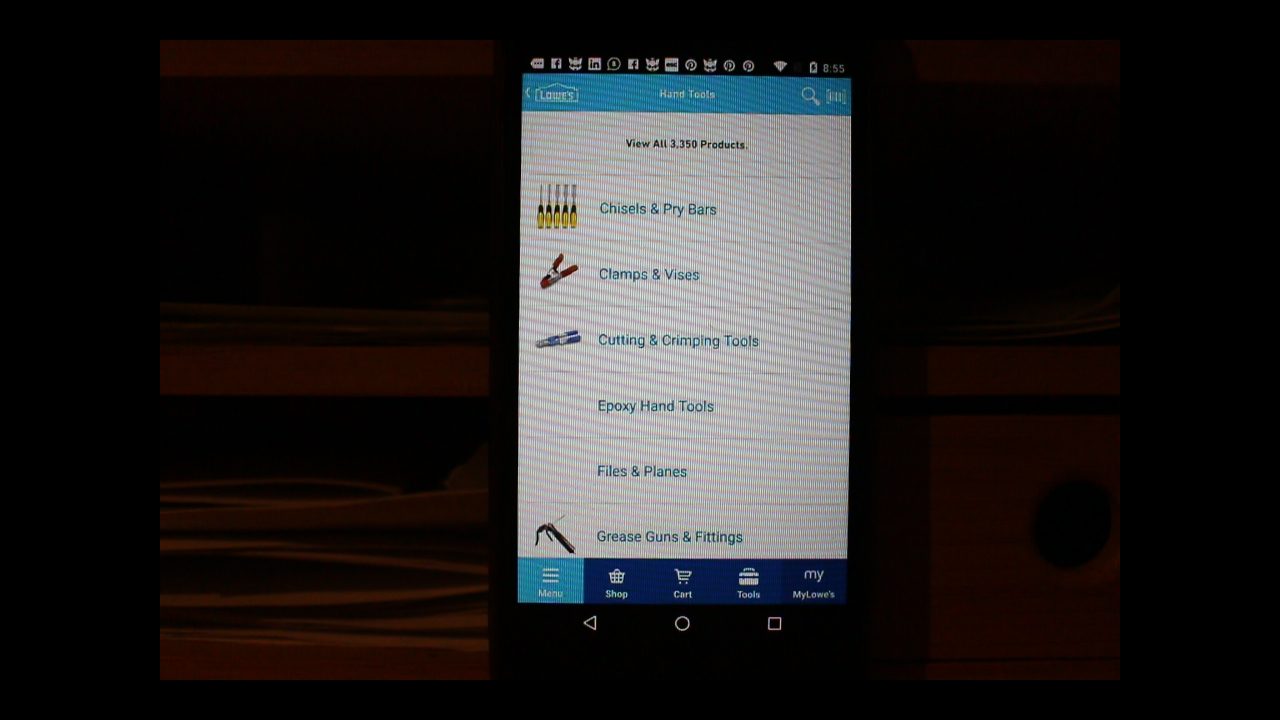 8:55
LOWE'S
Hand Tools
View All 3,350 Products.
Chisels & Pry Bars
Clamps & Vises
Cutting & Crimping Tools
Epoxy Hand Tools
Files & Planes
Grease Guns & Fittings
Menu
Shop
Cart
Tools
my
MyLowe's